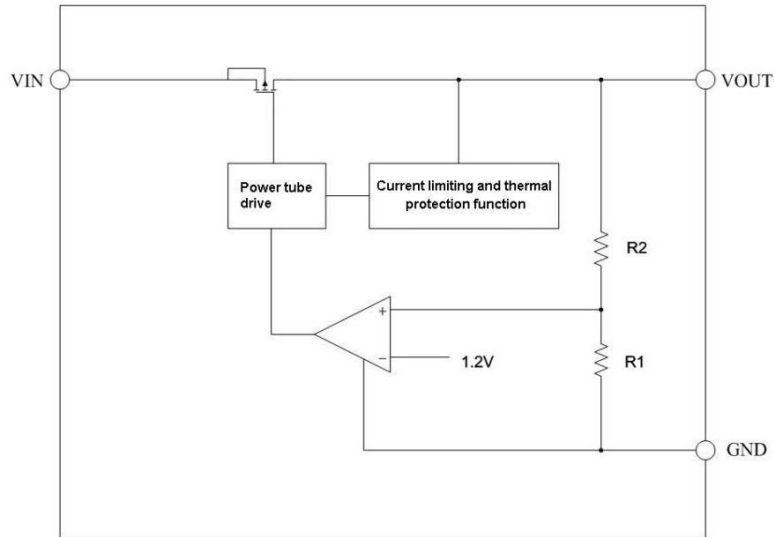 VIN
VOUT
Power tube
drive
Current limiting and thermal
protection function
R2
+
−
1.2V
R1
GND